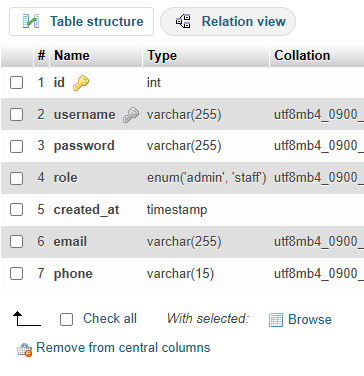 Table structure Relation view
# Name Type Collation
1 id int
2 username varchar(255) utf8mb4_0900_
3 password varchar(255) utf8mb4_0900_
4 role enum('admin', 'staff') utf8mb4_0900_
5 created_at timestamp
6 email varchar(255) utf8mb4_0900_
7 phone varchar(15) utf8mb4_0900_
Check all With selected: Browse
Remove from central columns